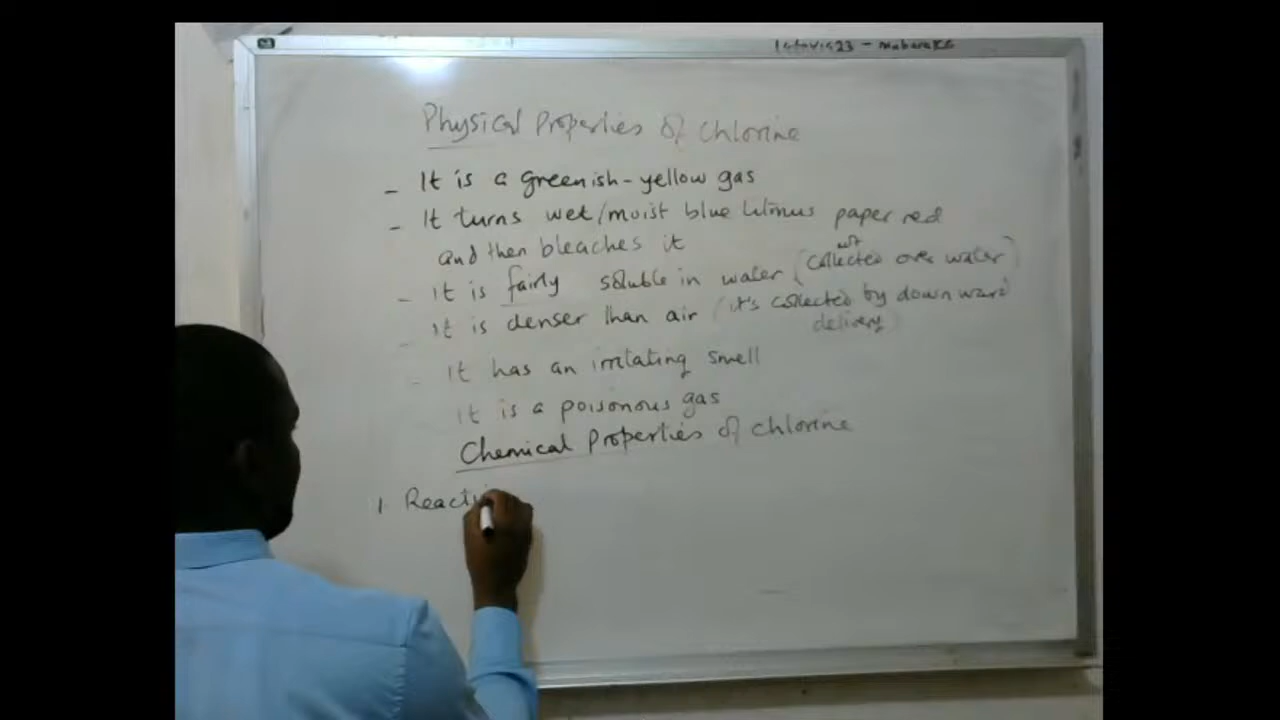 Physical Properties of Chlorine
- It is a greenish-yellow gas
- It turns wet/moist blue litmus paper red
and then bleaches it
- It is fairly soluble in water (not collected over water)
- It is denser than air (it's collected by downward
delivery)
- It has an irritating smell
It is a poisonous gas
Chemical Properties of chlorine
1 Reacti